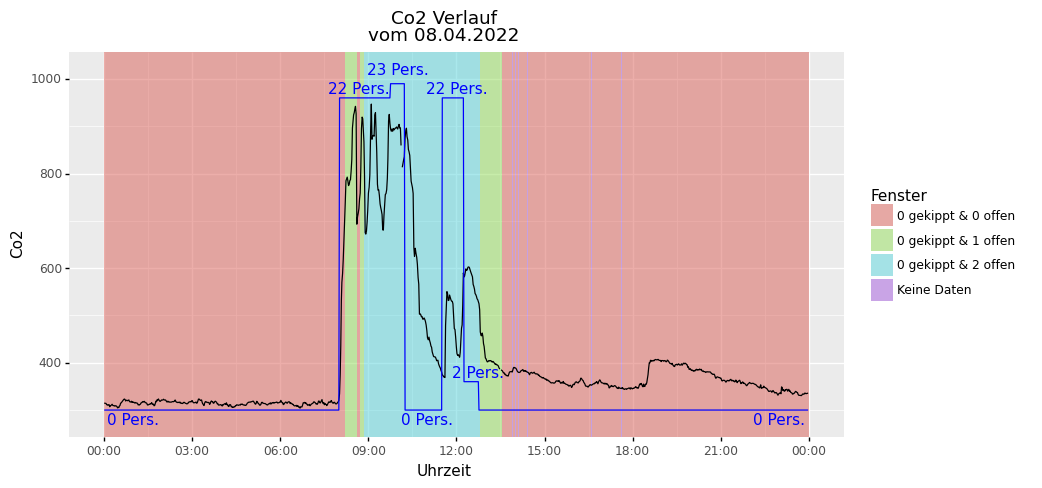 Co2 Verlauf
vom 08.04.2022
Co2
1000
800
600
400
23 Pers.
22 Pers.
22 Pers.
2 Pers.
0 Pers.
0 Pers.
0 Pers.
00:00
03:00
06:00
09:00
12:00
15:00
18:00
21:00
00:00
Uhrzeit
Fenster
0 gekippt & 0 offen
0 gekippt & 1 offen
0 gekippt & 2 offen
Keine Daten